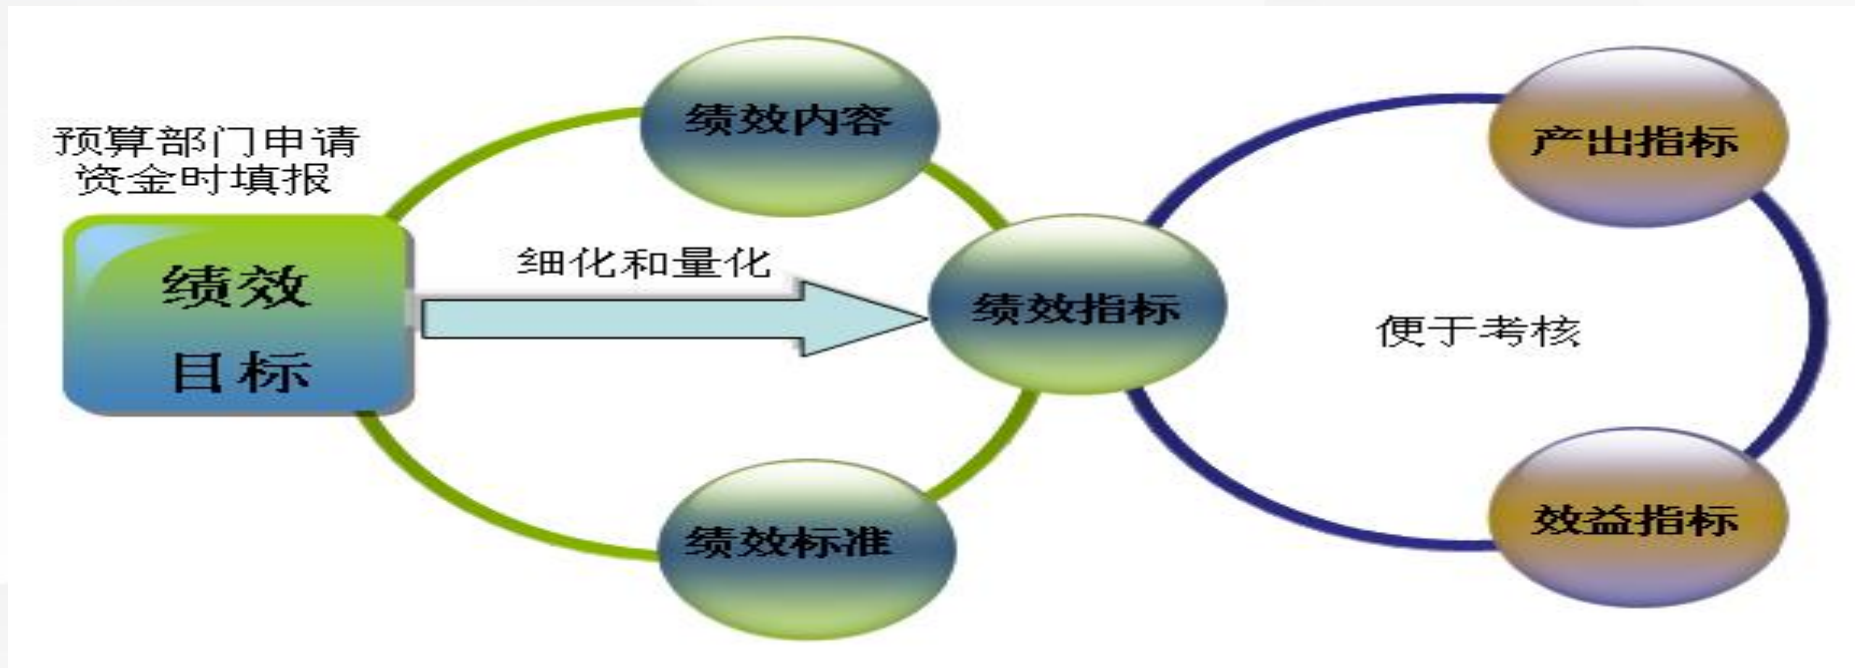 预算部门申请
资金时填报
绩效
目标
绩效内容
细化和量化
绩效指标
绩效标准
产出指标
便于考核
效益指标